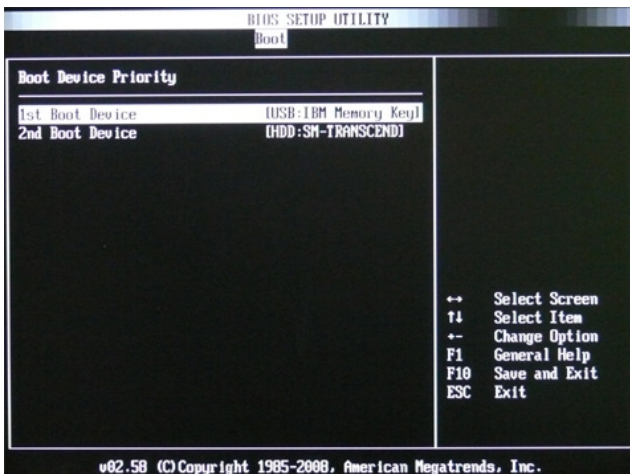 BIOS SETUP UTILITY
Boot
Boot Device Priority
1st Boot Device [USB:IBM Memory Key]
2nd Boot Device [HDD:SM-TRANSCEND]
↔ Select Screen
↑↓ Select Item
+- Change Option
F1 General Help
F10 Save and Exit
ESC Exit
v02.58 (C)Copyright 1985-2008, American Megatrends, Inc.